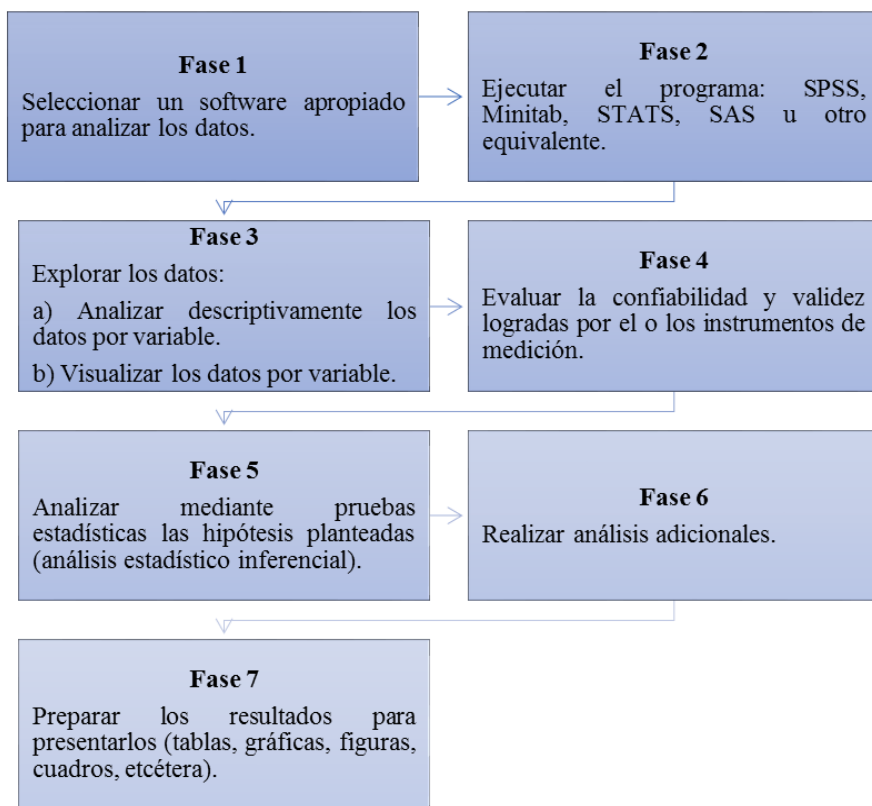 Fase 1
Seleccionar un software apropiado
para analizar los datos.
Fase 2
Ejecutar el programa: SPSS,
Minitab, STATS, SAS u otro
equivalente.
Fase 3
Explorar los datos:
a) Analizar descriptivamente los
datos por variable.
b) Visualizar los datos por variable.
Fase 4
Evaluar la confiabilidad y validez
logradas por el o los instrumentos de
medición.
Fase 5
Analizar mediante pruebas
estadísticas las hipótesis planteadas
(análisis estadístico inferencial).
Fase 6
Realizar análisis adicionales.
Fase 7
Preparar los resultados para
presentarlos (tablas, gráficas, figuras,
cuadros, etcétera).